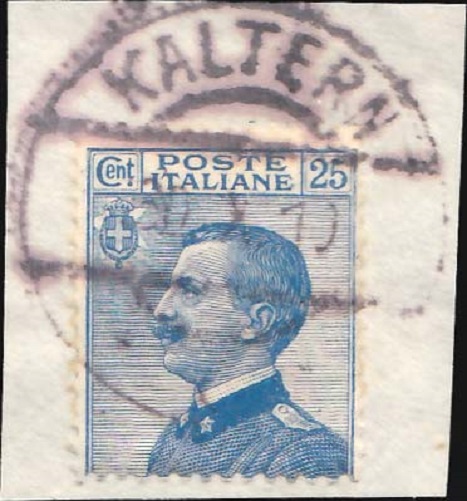 KALTERN
Cent POSTE 25
ITALIANE